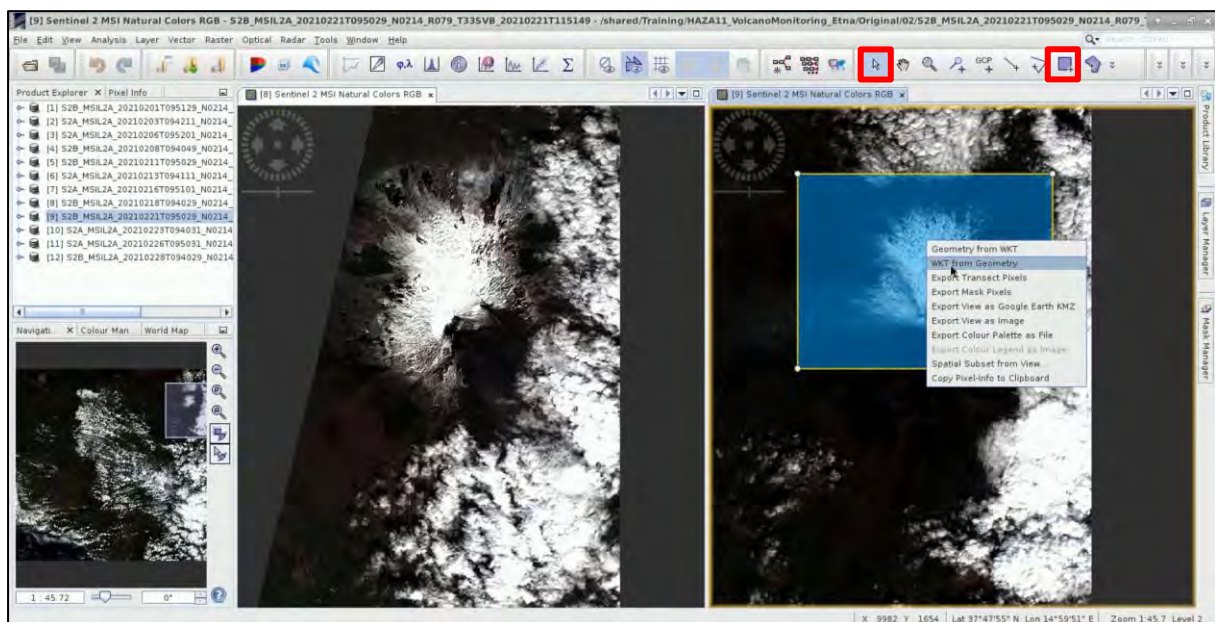 [9] Sentinel 2 MSI Natural Colors RGB - S2B_MSIL2A_20210221T095029_N0214_R079_T33SVB_20210221T115149 - /shared/Training/HAZA11_VolcanoMonitoring_Etna/Original/02/S2B_MSIL2A_20210221T095029_N0214_R079_
File Edit View Analysis Layer Vector Raster Optical Radar Tools Window Help
GCP
Product Explorer x Pixel Info
[1] S2B_MSIL2A_20210201T095129_N0214_
[2] S2A_MSIL2A_20210203T094211_N0214_
[3] S2A_MSIL2A_20210206T095201_N0214_
[4] S2B_MSIL2A_20210208T094049_N0214_
[5] S2B_MSIL2A_20210211T095029_N0214_
[6] S2A_MSIL2A_20210213T094111_N0214_
[7] S2A_MSIL2A_20210216T095101_N0214_
[8] S2B_MSIL2A_20210218T094029_N0214_
[9] S2B_MSIL2A_20210221T095029_N0214_
[10] S2A_MSIL2A_20210223T094031_N0214
[11] S2A_MSIL2A_20210226T095031_N0214
[12] S2B_MSIL2A_20210228T094029_N0214
[8] Sentinel 2 MSI Natural Colors RGB x
[9] Sentinel 2 MSI Natural Colors RGB x
Geometry from WKT
WKT from Geometry
Export Transect Pixels
Export Mask Pixels
Export View as Google Earth KMZ
Export View as Image
Export Colour Palette as File
Export Colour Legend as Image
Spatial Subset from View...
Copy Pixel-Info to Clipboard
Product Library
Layer Manager
Mask Manager
Navigati... X Colour Man... World Map
1 : 45.72
0°
X 9982 Y 1654 Lat 37°47'55" N Lon 14°59'51" E Zoom 1:45.7 Level 2